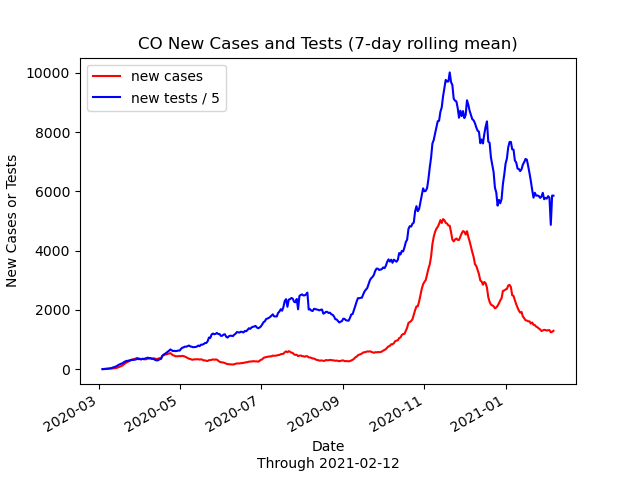 CO New Cases and Tests (7-day rolling mean)
new cases
new tests / 5
10000
8000
6000
4000
2000
0
New Cases or Tests
2020-03
2020-05
2020-07
2020-09
2020-11
2021-01
Date
Through 2021-02-12